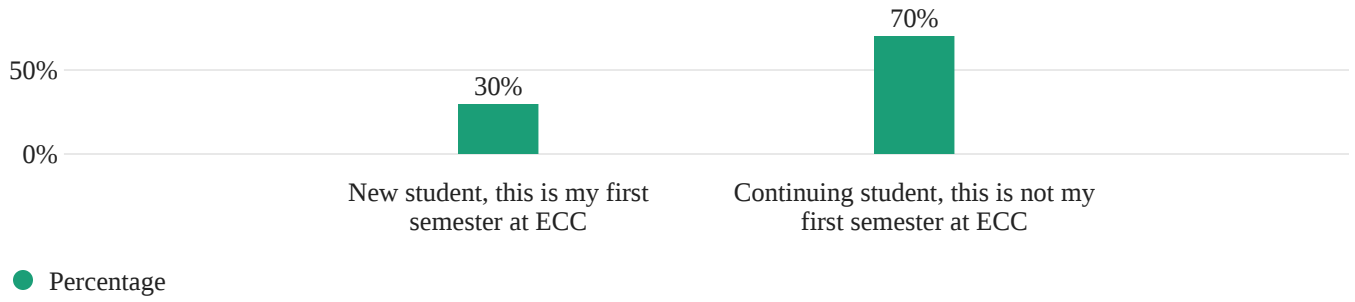 70%
50%
30%
0%
New student, this is my first
semester at ECC
Continuing student, this is not my
first semester at ECC
Percentage